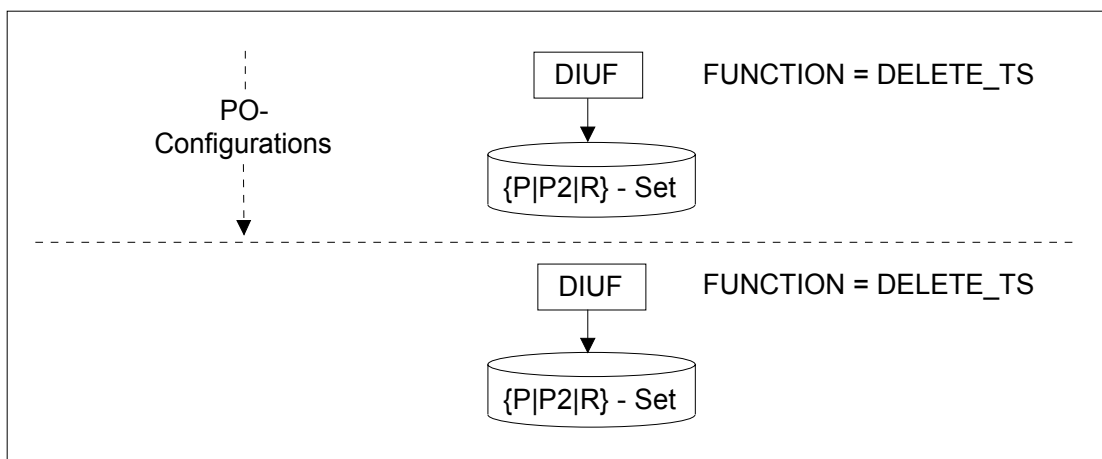 DIUF
FUNCTION = DELETE_TS
PO-
Configurations
{P|P2|R} - Set
DIUF
FUNCTION = DELETE_TS
{P|P2|R} - Set